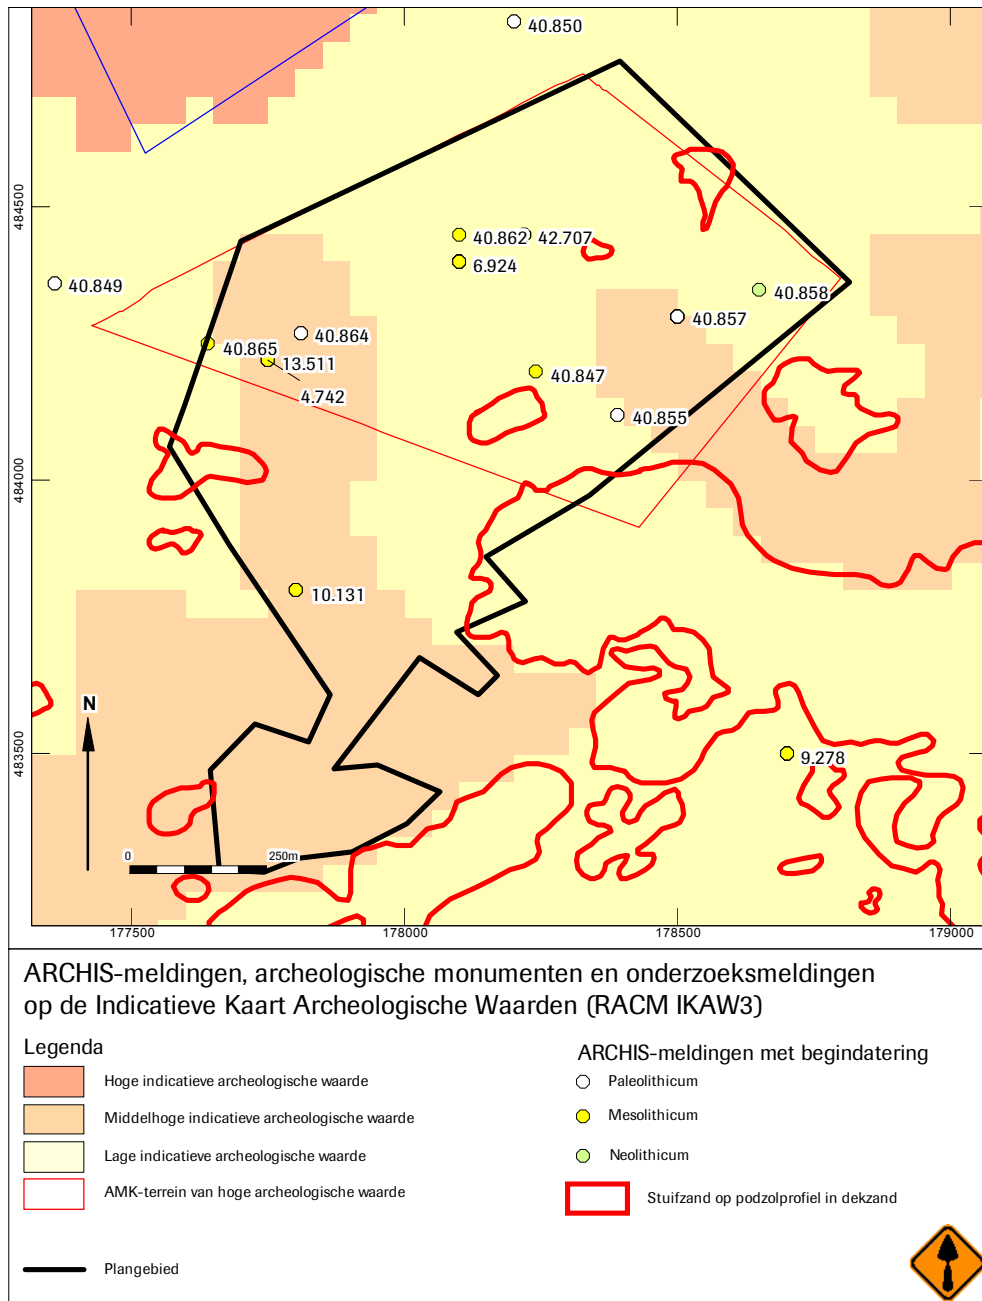 40.850
484500
40.862
42.707
6.924
40.849
40.858
40.857
40.864
40.865
13.511
4.742
40.847
40.855
484000
10.131
N
483500
9.278
0
250m
177500
178000
178500
179000
ARCHIS-meldingen, archeologische monumenten en onderzoeksmeldingen
op de Indicatieve Kaart Archeologische Waarden (RACM IKAW3)
Legenda
Hoge indicatieve archeologische waarde
Middelhoge indicatieve archeologische waarde
Lage indicatieve archeologische waarde
AMK-terrein van hoge archeologische waarde
Plangebied
ARCHIS-meldingen met begindatering
Paleolithicum
Mesolithicum
Neolithicum
Stuifzand op podzolprofiel in dekzand